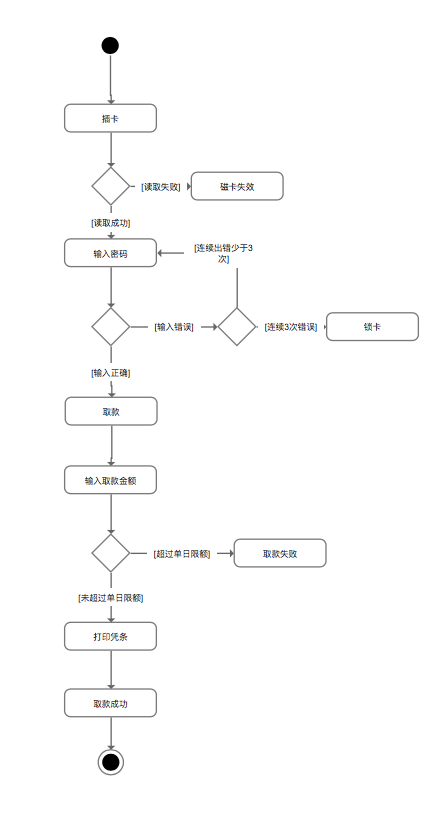 插卡
[读取失败]
磁卡失效
[读取成功]
输入密码
[连续出错少于3
次]
[输入错误]
[连续3次错误]
锁卡
[输入正确]
取款
输入取款金额
[超过单日限额]
取款失败
[未超过单日限额]
打印凭条
取款成功